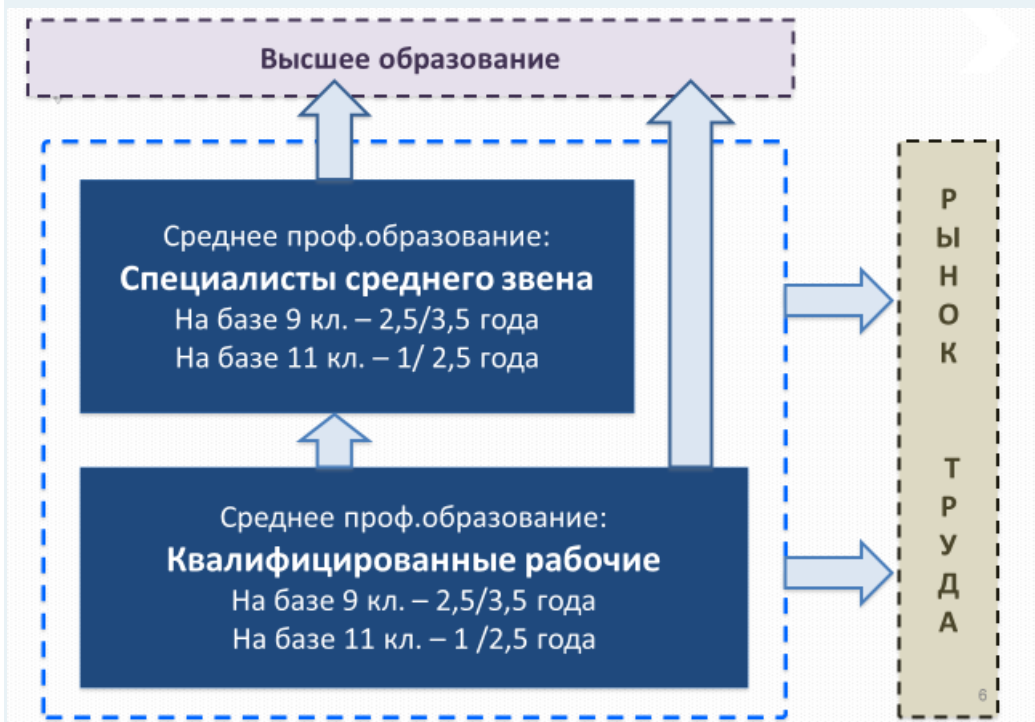 Высшее образование
Среднее проф.образование:
Специалисты среднего звена
На базе 9 кл. – 2,5/3,5 года
На базе 11 кл. – 1/ 2,5 года
Среднее проф.образование:
Квалифицированные рабочие
На базе 9 кл. – 2,5/3,5 года
На базе 11 кл. – 1 /2,5 года
РЫНОК ТРУДА
6